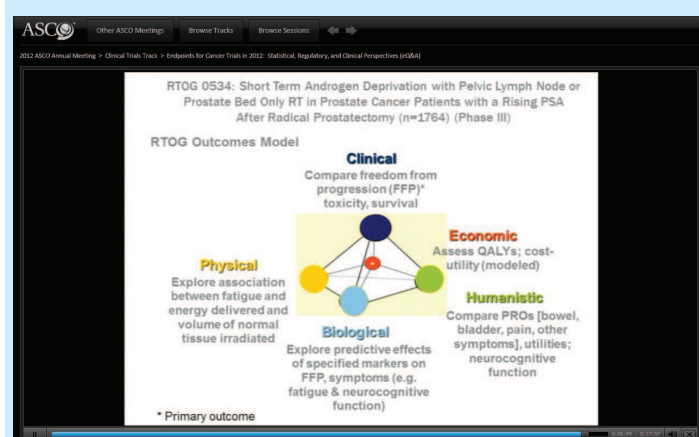 ASCO
Other ASCO Meetings
Browse Tracks
Browse Sessions
2012 ASCO Annual Meeting > Clinical Trials Track > Endpoints for Cancer Trials in 2012: Statistical, Regulatory, and Clinical Perspectives (eQ&A)
RTOG 0534: Short Term Androgen Deprivation with Pelvic Lymph Node or
Prostate Bed Only RT in Prostate Cancer Patients with a Rising PSA
After Radical Prostatectomy (n=1764) (Phase III)
RTOG Outcomes Model
Clinical
Compare freedom from
progression (FFP)*
toxicity, survival
Economic
Assess QALYs; cost-
utility (modeled)
Physical
Explore association
between fatigue and
energy delivered and
volume of normal
tissue irradiated
Humanistic
Compare PROs [bowel,
bladder, pain, other
symptoms], utilities;
neurocognitive
function
Biological
Explore predictive effects
of specified markers on
FFP, symptoms (e.g.
fatigue & neurocognitive
function)
* Primary outcome